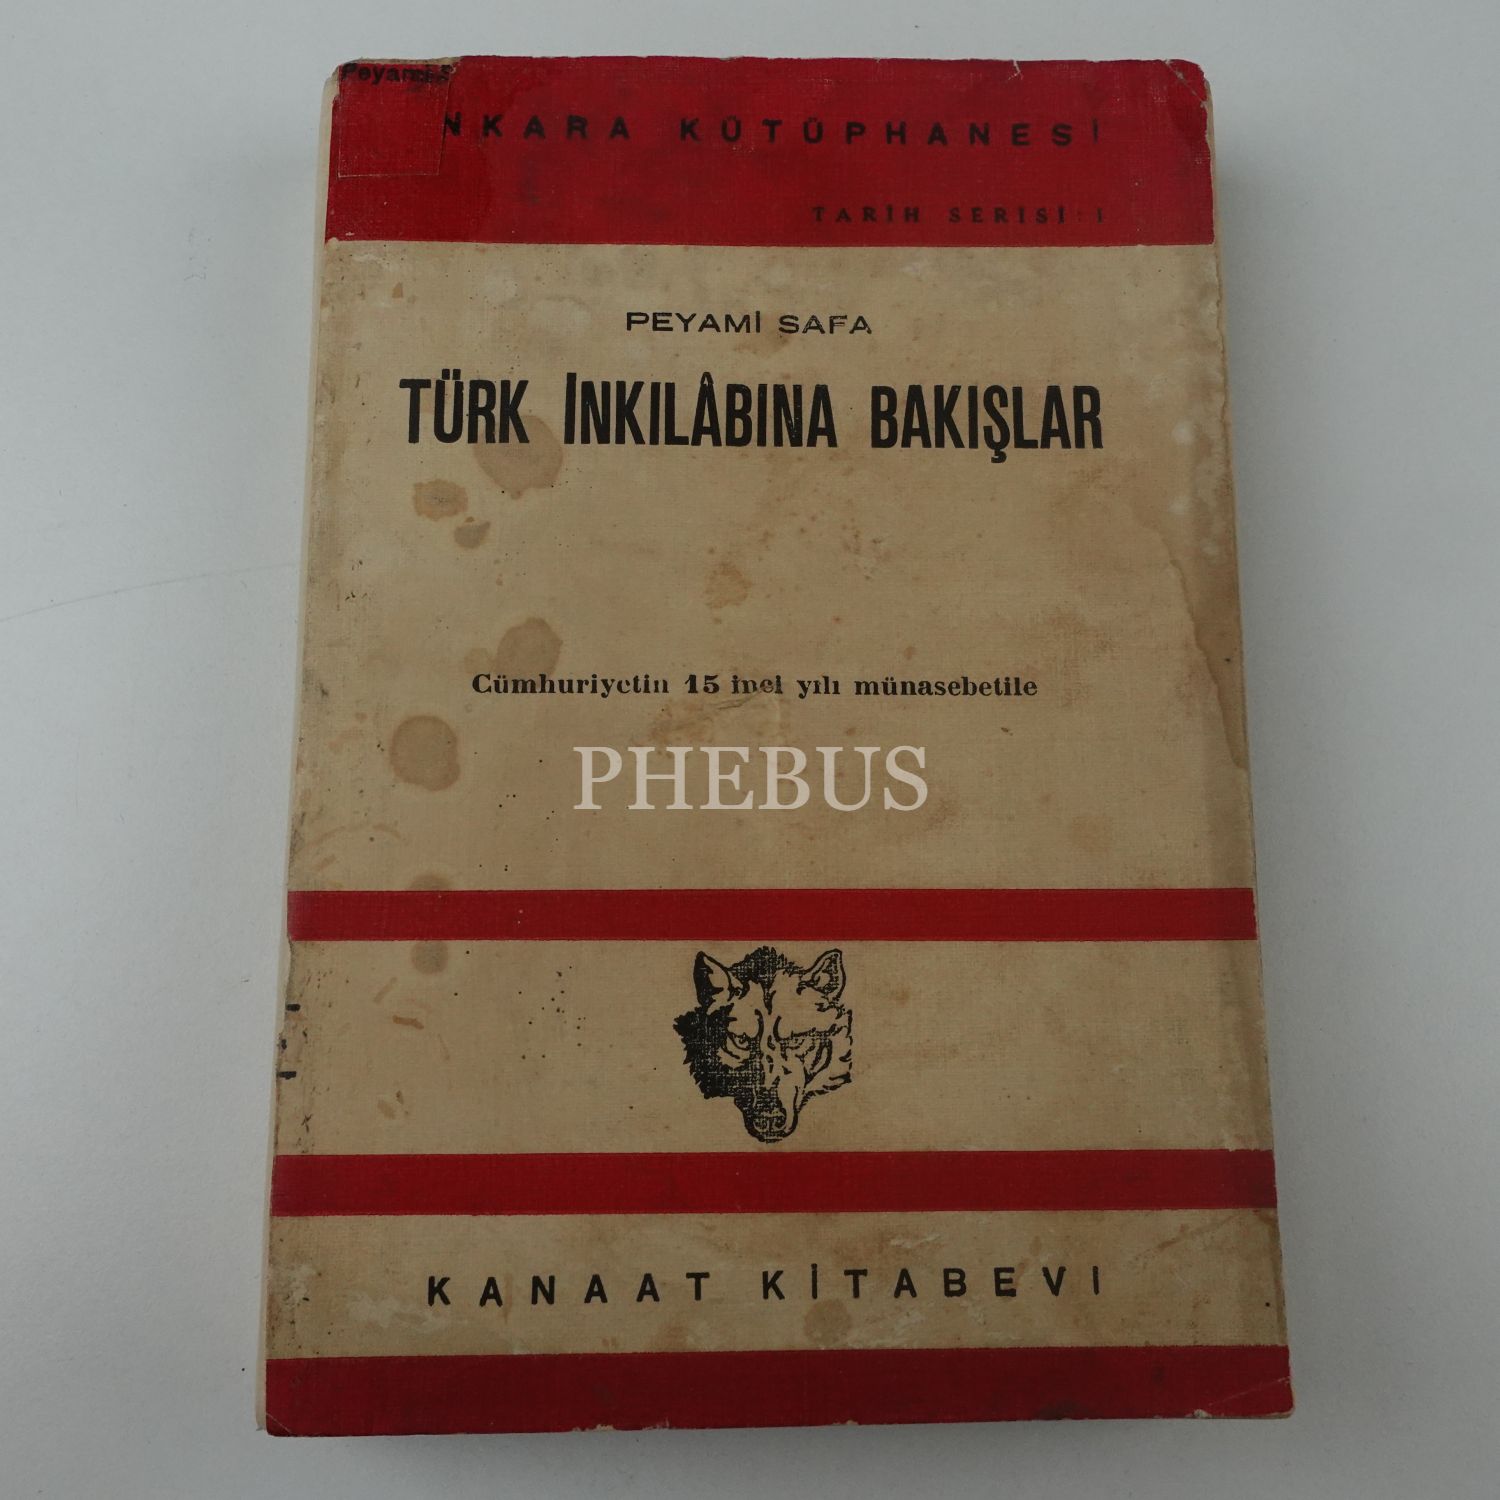 Peyami S
NKARA KÜTÜPHANESİ
TARİH SERİSİ : 1
PEYAMİ SAFA
TÜRK İNKILÂBINA BAKIŞLAR
Cümhuriyetin 15 inci yılı münasebetile
PHEBUS
KANAAT KİTABEVI